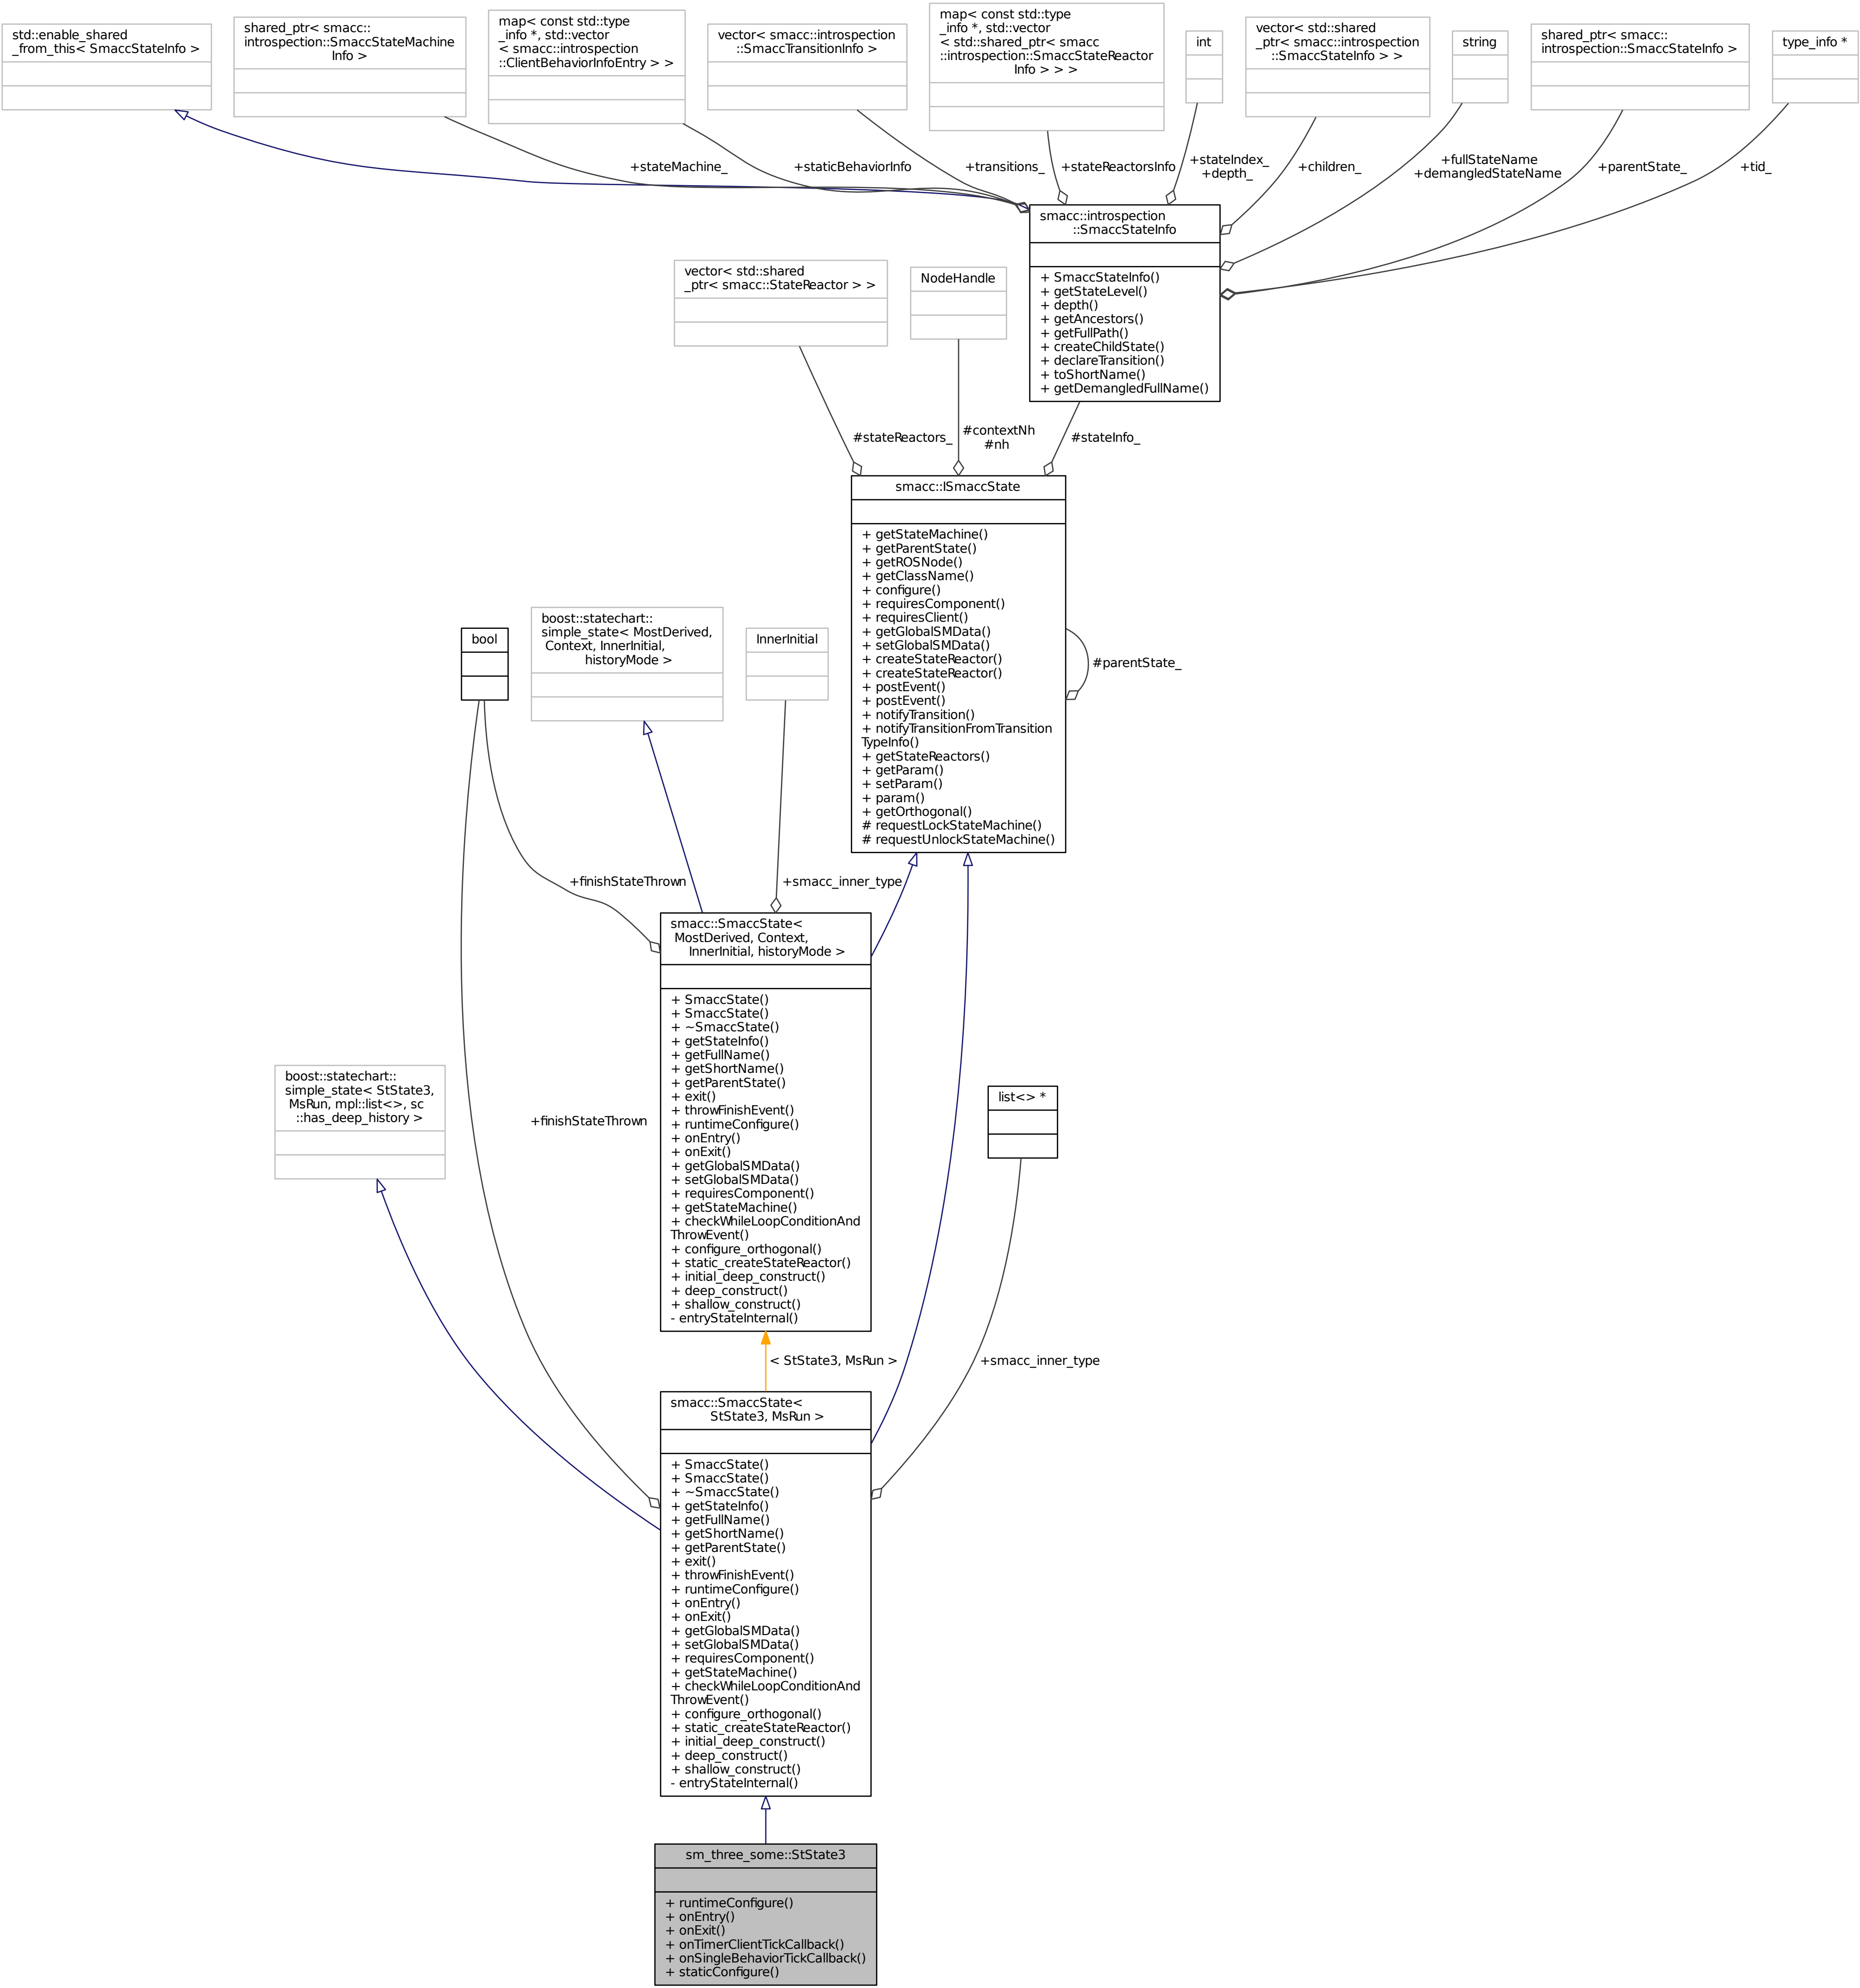 std::enable_shared
_from_this< SmaccStateInfo >
shared_ptr< smacc::
introspection::SmaccStateMachine
Info >
map< const std::type
_info *, std::vector
< smacc::introspection
::ClientBehaviorInfoEntry > >
vector< smacc::introspection
::SmaccTransitionInfo >
map< const std::type
_info *, std::vector
< std::shared_ptr< smacc
::introspection::SmaccStateReactor
Info > > >
int
vector< std::shared
_ptr< smacc::introspection
::SmaccStateInfo > >
string
shared_ptr< smacc::
introspection::SmaccStateInfo >
type_info *
+stateMachine_
+staticBehaviorInfo
+transitions_
+stateReactorsInfo
+stateIndex_
+depth_
+children_
+fullStateName
+demangledStateName
+parentState_
+tid_
smacc::introspection
::SmaccStateInfo
+ SmaccStateInfo()
+ getStateLevel()
+ depth()
+ getAncestors()
+ getFullPath()
+ createChildState()
+ declareTransition()
+ toShortName()
+ getDemangledFullName()
vector< std::shared
_ptr< smacc::StateReactor > >
NodeHandle
#stateReactors_
#contextNh
#nh
#stateInfo_
smacc::ISmaccState
+ getStateMachine()
+ getParentState()
+ getROSNode()
+ getClassName()
+ configure()
+ requiresComponent()
+ requiresClient()
+ getGlobalSMData()
+ setGlobalSMData()
+ createStateReactor()
+ createStateReactor()
+ postEvent()
+ postEvent()
+ notifyTransition()
+ notifyTransitionFromTransition
TypeInfo()
+ getStateReactors()
+ getParam()
+ setParam()
+ param()
+ getOrthogonal()
# requestLockStateMachine()
# requestUnlockStateMachine()
#parentState_
bool
boost::statechart::
simple_state< MostDerived,
Context, InnerInitial,
historyMode >
InnerInitial
+finishStateThrown
+smacc_inner_type
smacc::SmaccState<
MostDerived, Context,
InnerInitial, historyMode >
+ SmaccState()
+ SmaccState()
+ ~SmaccState()
+ getStateInfo()
+ getFullName()
+ getShortName()
+ getParentState()
+ exit()
+ throwFinishEvent()
+ runtimeConfigure()
+ onEntry()
+ onExit()
+ getGlobalSMData()
+ setGlobalSMData()
+ requiresComponent()
+ getStateMachine()
+ checkWhileLoopConditionAnd
ThrowEvent()
+ configure_orthogonal()
+ static_createStateReactor()
+ initial_deep_construct()
+ deep_construct()
+ shallow_construct()
- entryStateInternal()
boost::statechart::
simple_state< StState3,
MsRun, mpl::list<>, sc
::has_deep_history >
+finishStateThrown
list<> *
< StState3, MsRun >
+smacc_inner_type
smacc::SmaccState<
StState3, MsRun >
+ SmaccState()
+ SmaccState()
+ ~SmaccState()
+ getStateInfo()
+ getFullName()
+ getShortName()
+ getParentState()
+ exit()
+ throwFinishEvent()
+ runtimeConfigure()
+ onEntry()
+ onExit()
+ getGlobalSMData()
+ setGlobalSMData()
+ requiresComponent()
+ getStateMachine()
+ checkWhileLoopConditionAnd
ThrowEvent()
+ configure_orthogonal()
+ static_createStateReactor()
+ initial_deep_construct()
+ deep_construct()
+ shallow_construct()
- entryStateInternal()
sm_three_some::StState3
+ runtimeConfigure()
+ onEntry()
+ onExit()
+ onTimerClientTickCallback()
+ onSingleBehaviorTickCallback()
+ staticConfigure()